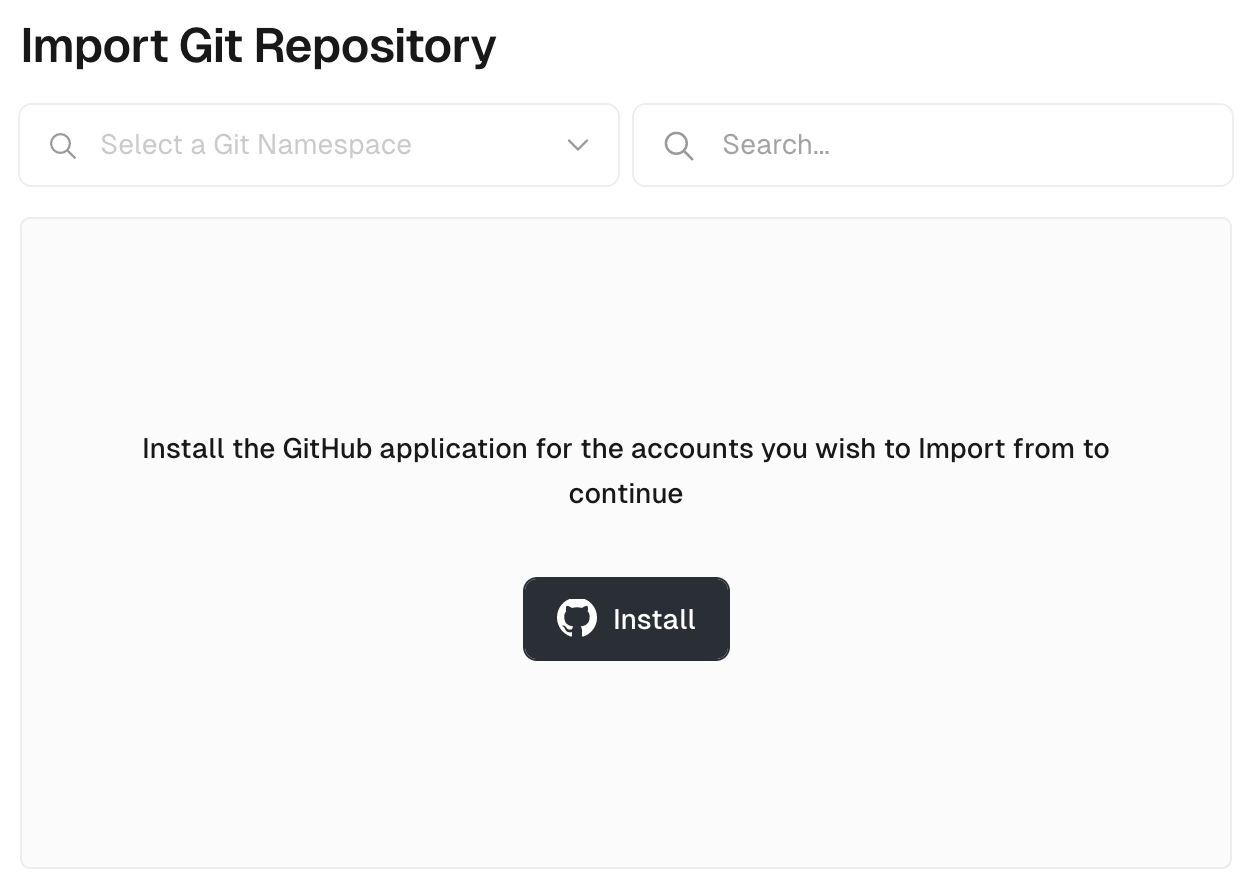 Import Git Repository
Select a Git Namespace
Search...
Install the GitHub application for the accounts you wish to Import from to
continue
Install